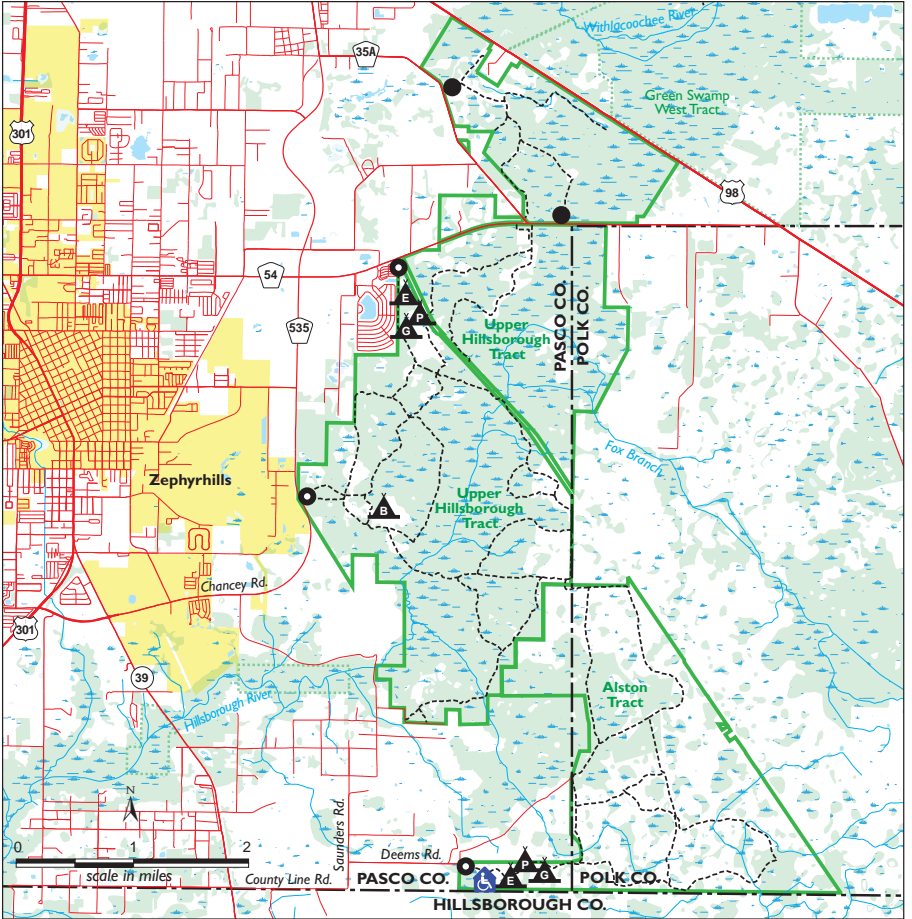 Withlacoochee River
35A
Green Swamp
West Tract
301
98
54
E
P
G
535
Upper
Hillsborough
Tract
PASCO CO.
POLK CO.
Fox Branch
Zephyrhills
B
Upper
Hillsborough
Tract
Chancey Rd.
301
39
Hillsborough River
Alston
Tract
N
0 1 2
scale in miles
Saunders Rd.
Deems Rd.
County Line Rd.
PASCO CO.
E
P
G
POLK CO.
HILLSBOROUGH CO.